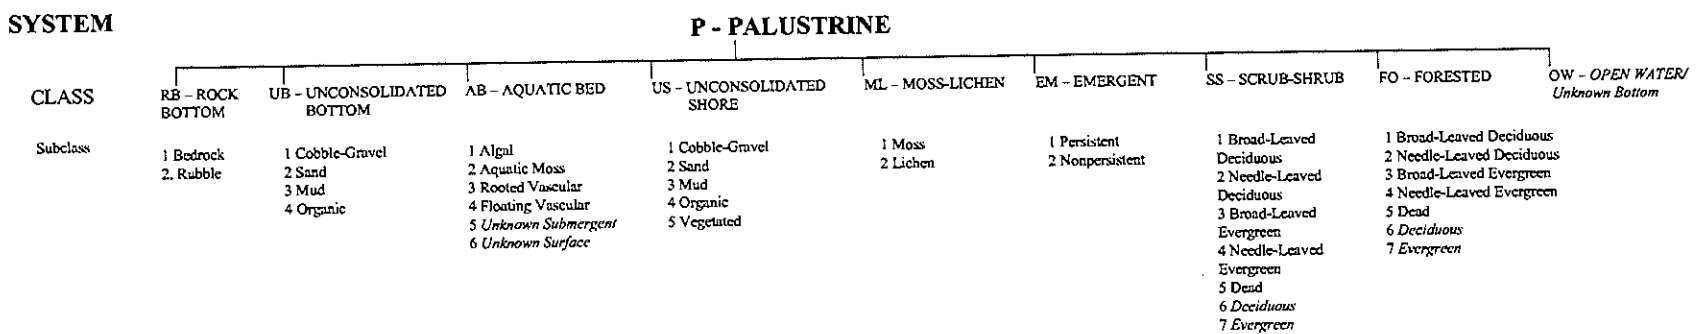 SYSTEM
P - PALUSTRINE
CLASS
RB – ROCK
BOTTOM
UB – UNCONSOLIDATED
BOTTOM
AB – AQUATIC BED
US – UNCONSOLIDATED
SHORE
ML – MOSS-LICHEN
EM – EMERGENT
SS – SCRUB-SHRUB
FO – FORESTED
OW – OPEN WATER/
Unknown Bottom
Subclass
1 Bedrock
2. Rubble
1 Cobble-Gravel
2 Sand
3 Mud
4 Organic
1 Algal
2 Aquatic Moss
3 Rooted Vascular
4 Floating Vascular
5 Unknown Submergent
6 Unknown Surface
1 Cobble-Gravel
2 Sand
3 Mud
4 Organic
5 Vegetated
1 Moss
2 Lichen
1 Persistent
2 Nonpersistent
1 Broad-Leaved
Deciduous
2 Needle-Leaved
Deciduous
3 Broad-Leaved
Evergreen
4 Needle-Leaved
Evergreen
5 Dead
6 Deciduous
7 Evergreen
1 Broad-Leaved Deciduous
2 Needle-Leaved Deciduous
3 Broad-Leaved Evergreen
4 Needle-Leaved Evergreen
5 Dead
6 Deciduous
7 Evergreen